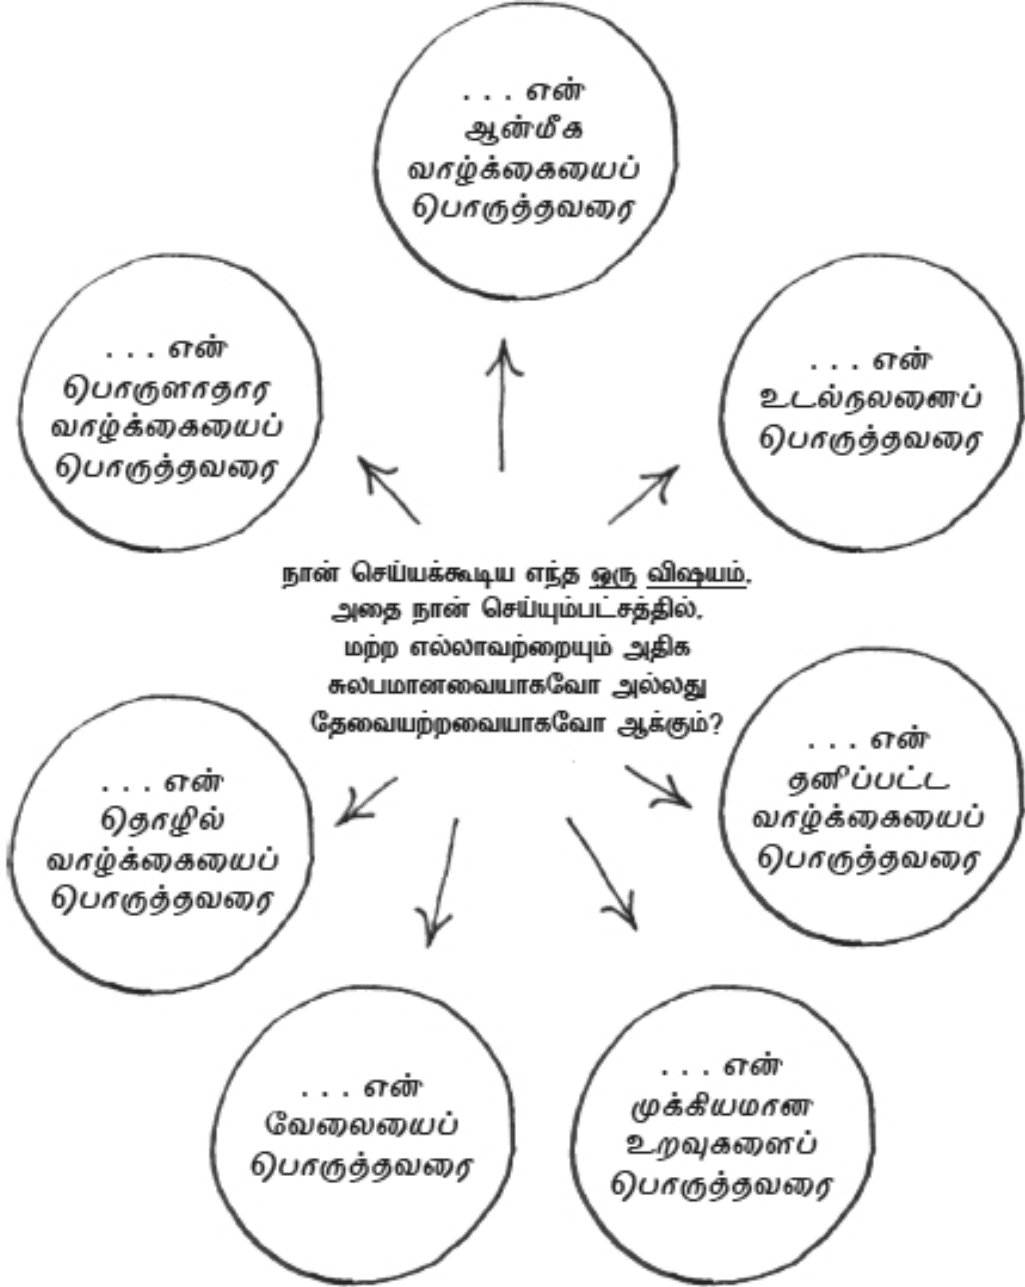 . . . என்
ஆன்மீக
வாழ்க்கையைப்
பொருத்தவரை
. . . என்
பொருளாதார
வாழ்க்கையைப்
பொருத்தவரை
. . . என்
உடல்நலனைப்
பொருத்தவரை
நான் செய்யக்கூடிய எந்த ஒரு விஷயம்,
அதை நான் செய்யும்பட்சத்தில்,
மற்ற எல்லாவற்றையும் அதிக
சுலபமானவையாகவோ அல்லது
தேவையற்றவையாகவோ ஆக்கும்?
. . . என்
தொழில்
வாழ்க்கையைப்
பொருத்தவரை
. . . என்
தனிப்பட்ட
வாழ்க்கையைப்
பொருத்தவரை
. . . என்
வேலையைப்
பொருத்தவரை
. . . என்
முக்கியமான
உறவுகளைப்
பொருத்தவரை